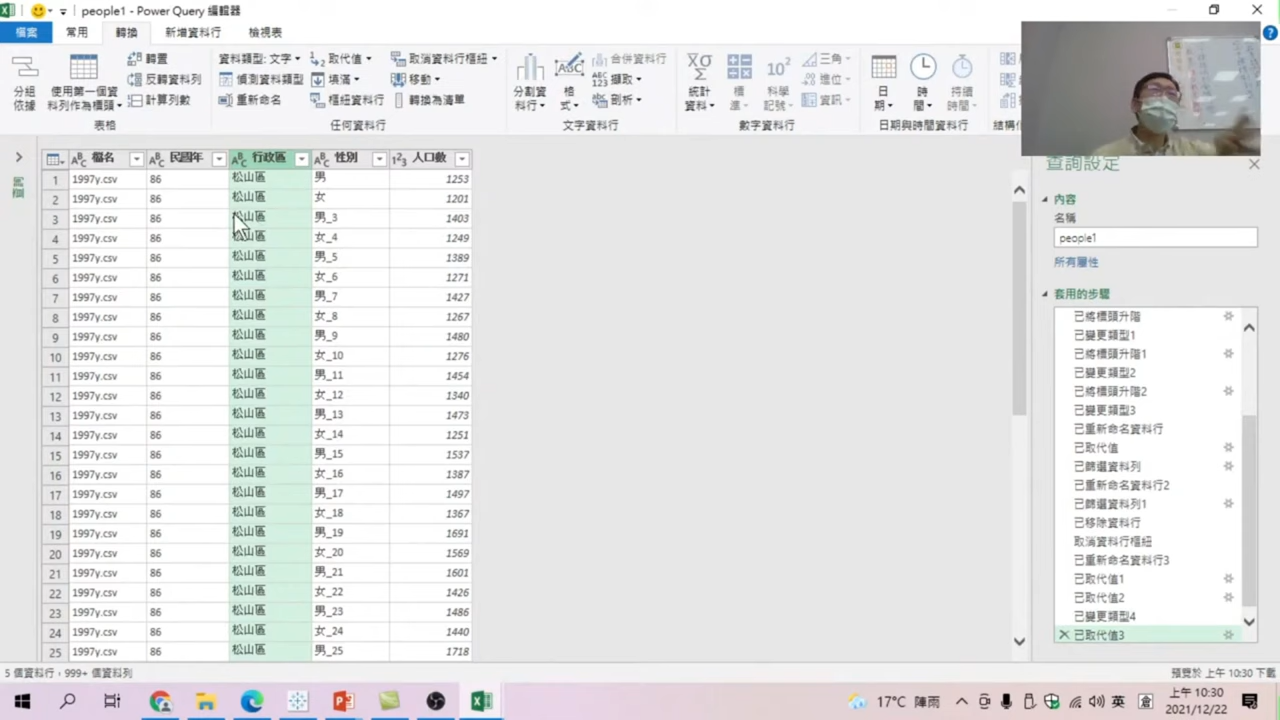 people1 - Power Query 編輯器
檔案 常用 轉換 新增資料行 檢視表
分組依據
使用第一個資料列作為標頭
轉置
反轉資料列
計算列數
表格
資料類型: 文字
偵測資料類型
重新命名
取代值
填滿
樞紐資料行
取消資料行樞紐
移動
轉換為清單
任何資料行
分割資料行
格式
合併資料行
擷取
剖析
文字資料行
統計資料
標準
科學記號
三角
進位
資訊
數字資料行
日期
時間
持續時間
日期與時間資料行
結構化
檔名 民國年 行政區 性別 人口數
1 1997y.csv 86 松山區 男 1253
2 1997y.csv 86 松山區 女 1201
3 1997y.csv 86 松山區 男_3 1403
4 1997y.csv 86 松山區 女_4 1249
5 1997y.csv 86 松山區 男_5 1389
6 1997y.csv 86 松山區 女_6 1271
7 1997y.csv 86 松山區 男_7 1427
8 1997y.csv 86 松山區 女_8 1267
9 1997y.csv 86 松山區 男_9 1480
10 1997y.csv 86 松山區 女_10 1276
11 1997y.csv 86 松山區 男_11 1454
12 1997y.csv 86 松山區 女_12 1340
13 1997y.csv 86 松山區 男_13 1473
14 1997y.csv 86 松山區 女_14 1251
15 1997y.csv 86 松山區 男_15 1537
16 1997y.csv 86 松山區 女_16 1387
17 1997y.csv 86 松山區 男_17 1497
18 1997y.csv 86 松山區 女_18 1367
19 1997y.csv 86 松山區 男_19 1691
20 1997y.csv 86 松山區 女_20 1569
21 1997y.csv 86 松山區 男_21 1601
22 1997y.csv 86 松山區 女_22 1426
23 1997y.csv 86 松山區 男_23 1486
24 1997y.csv 86 松山區 女_24 1440
25 1997y.csv 86 松山區 男_25 1718
查詢設定
內容
名稱
people1
所有屬性
套用的步驟
已將標頭升階
已變更類型1
已將標頭升階1
已變更類型2
已將標頭升階2
已變更類型3
已重新命名資料行
已取代值
已篩選資料列
已重新命名資料行2
已篩選資料列1
已移除資料行
取消資料行樞紐
已重新命名資料行3
已取代值1
已取代值2
已變更類型4
已取代值3
5 個資料行，999+ 個資料列
預覽於 上午 10:30 下載
17°C 陣雨
英
上午 10:30
2021/12/22